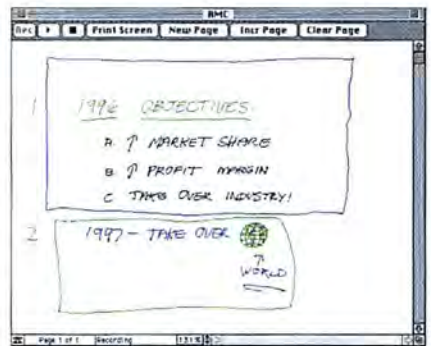 RMC
Rec Print Screen New Page Incr Page Clear Page
1 1996 OBJECTIVES
A. ↑ MARKET SHARE
B ↑ PROFIT MARGIN
C TAKE OVER INDUSTRY!
2 1997 - TAKE OVER
↑
WORLD
Page 1 of 1 Recording